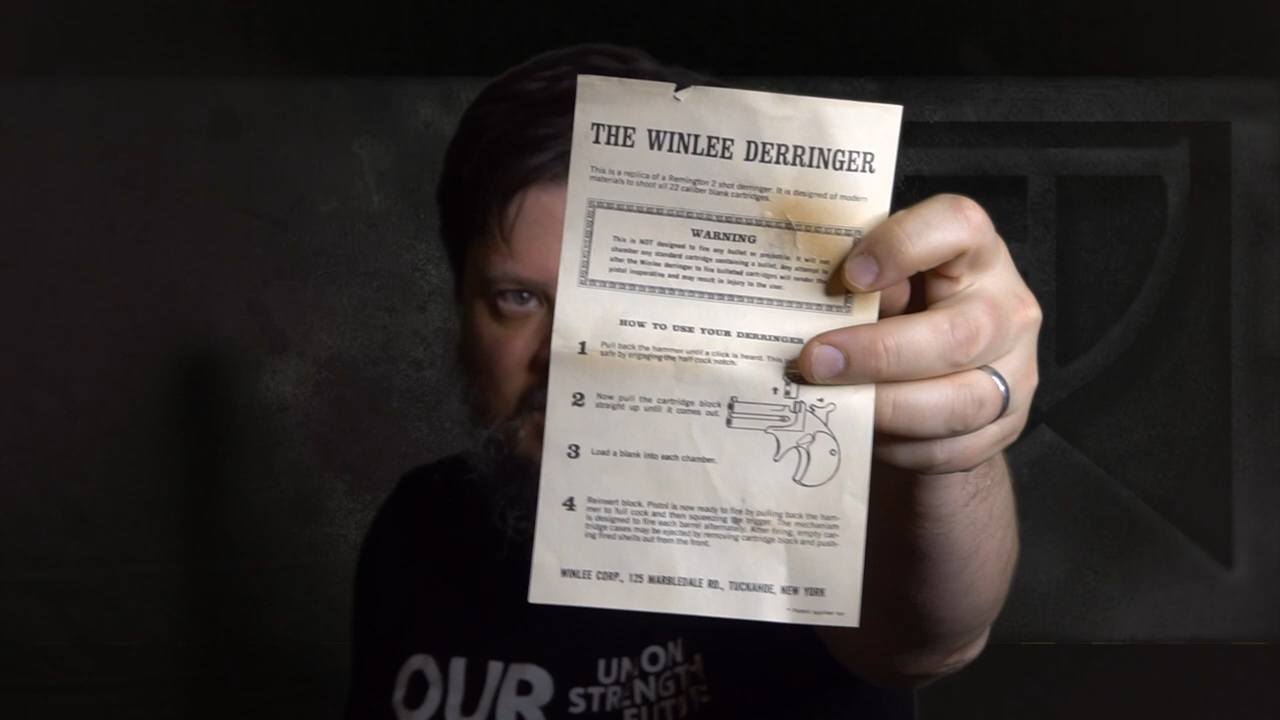 THE WINLEE DERRINGER
This is a replica of a Remington 2 shot derringer. It is designed of modern
materials to shoot all 22 caliber blank cartridges.
WARNING
This is NOT designed to fire any bullet or projectile. It will not
chamber any standard cartridge containing a bullet. Any attempt to
alter the Winlee derringer to fire bulleted cartridges will render the
pistol inoperative and may result in injury to the user.
HOW TO USE YOUR DERRINGER
1 Pull back the hammer until a click is heard. This
safe by engaging the half cock notch.
2 Now pull the cartridge block
straight up until it comes out.
3 Load a blank into each chamber.
4 Reinsert block. Pistol is now ready to fire by pulling back the ham-
mer to full cock and then squeezing the trigger. The mechanism
is designed to fire each barrel alternately. After firing, empty car-
tridge cases may be ejected by removing cartridge block and push-
ing fired shells out from the front.
WINLEE CORP., 125 MARBLEDALE RD., TUCKAHOE, NEW YORK
OUR
STRENGTH